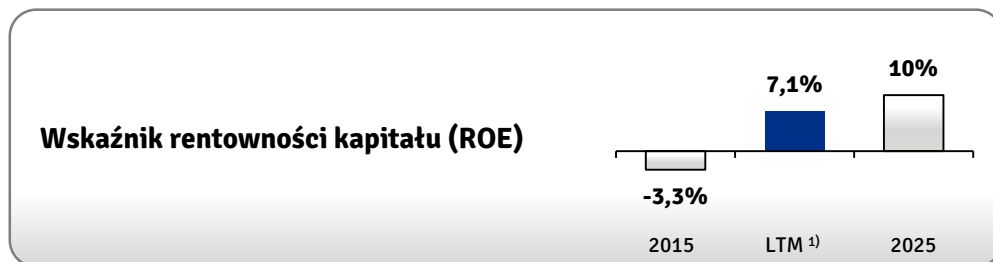 Wskaźnik rentowności kapitału (ROE)
10%
7,1%
-3,3%
2015
LTM 1)
2025